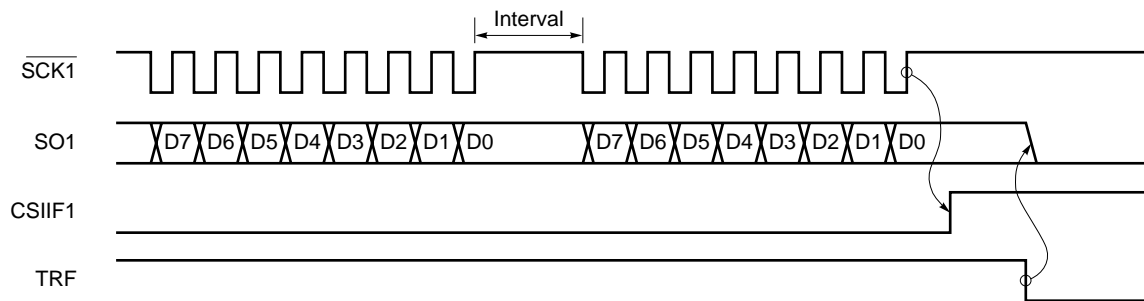 Interval
SCK1
SO1 D7 D6 D5 D4 D3 D2 D1 D0 D7 D6 D5 D4 D3 D2 D1 D0
CSIIF1
TRF